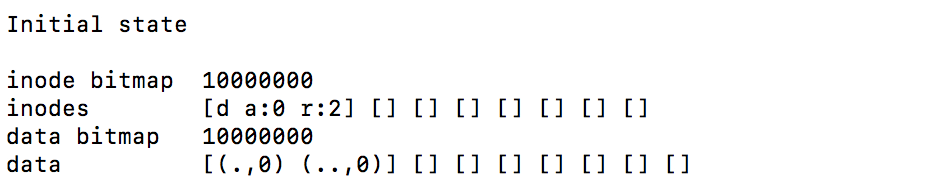 Initial state
inode bitmap  10000000
inodes        [d a:0 r:2] [] [] [] [] [] [] []
data bitmap   10000000
data          [(.,0) (..,0)] [] [] [] [] [] [] []